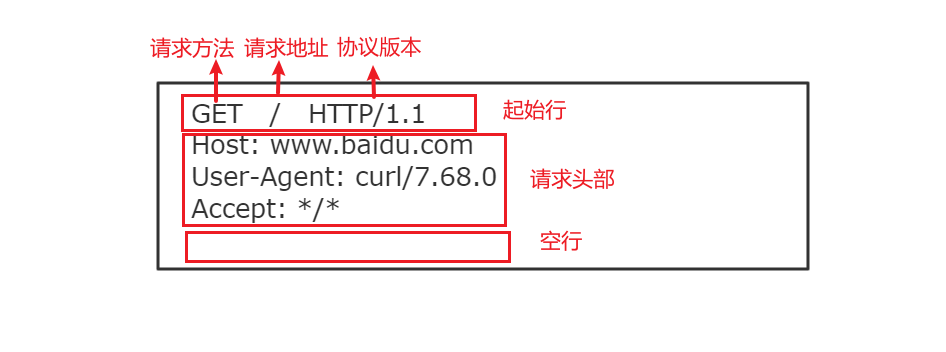 请求方法 请求地址 协议版本
GET / HTTP/1.1
起始行
Host: www.baidu.com
User-Agent: curl/7.68.0
请求头部
Accept: */*
空行